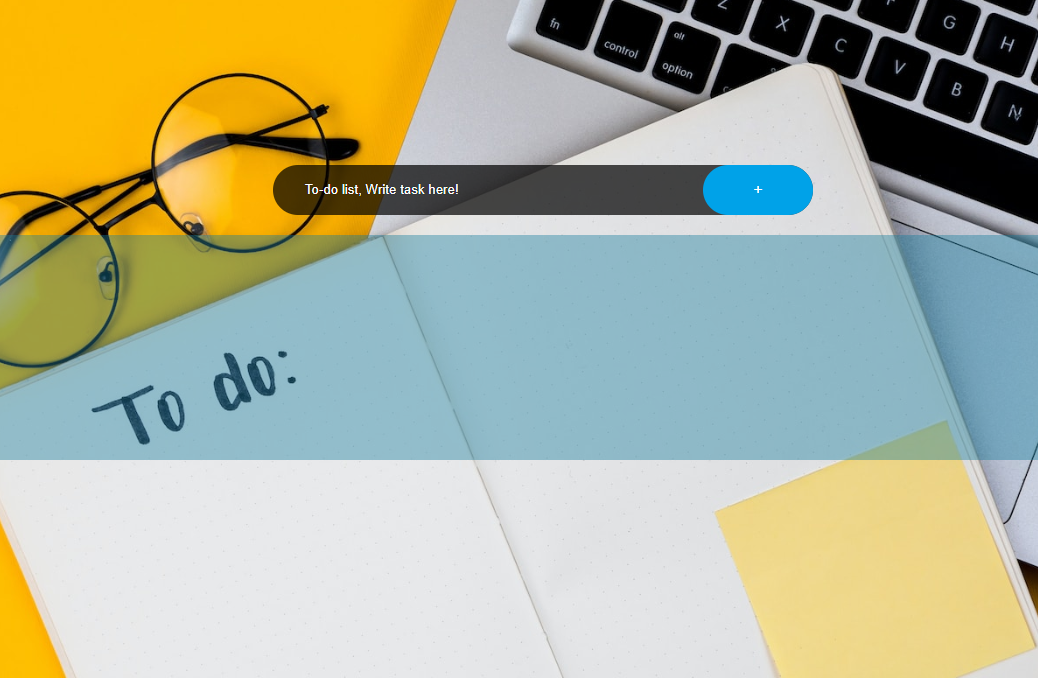 Z X C V B N F G H
fn control alt option
To-do list, Write task here! +
To do: